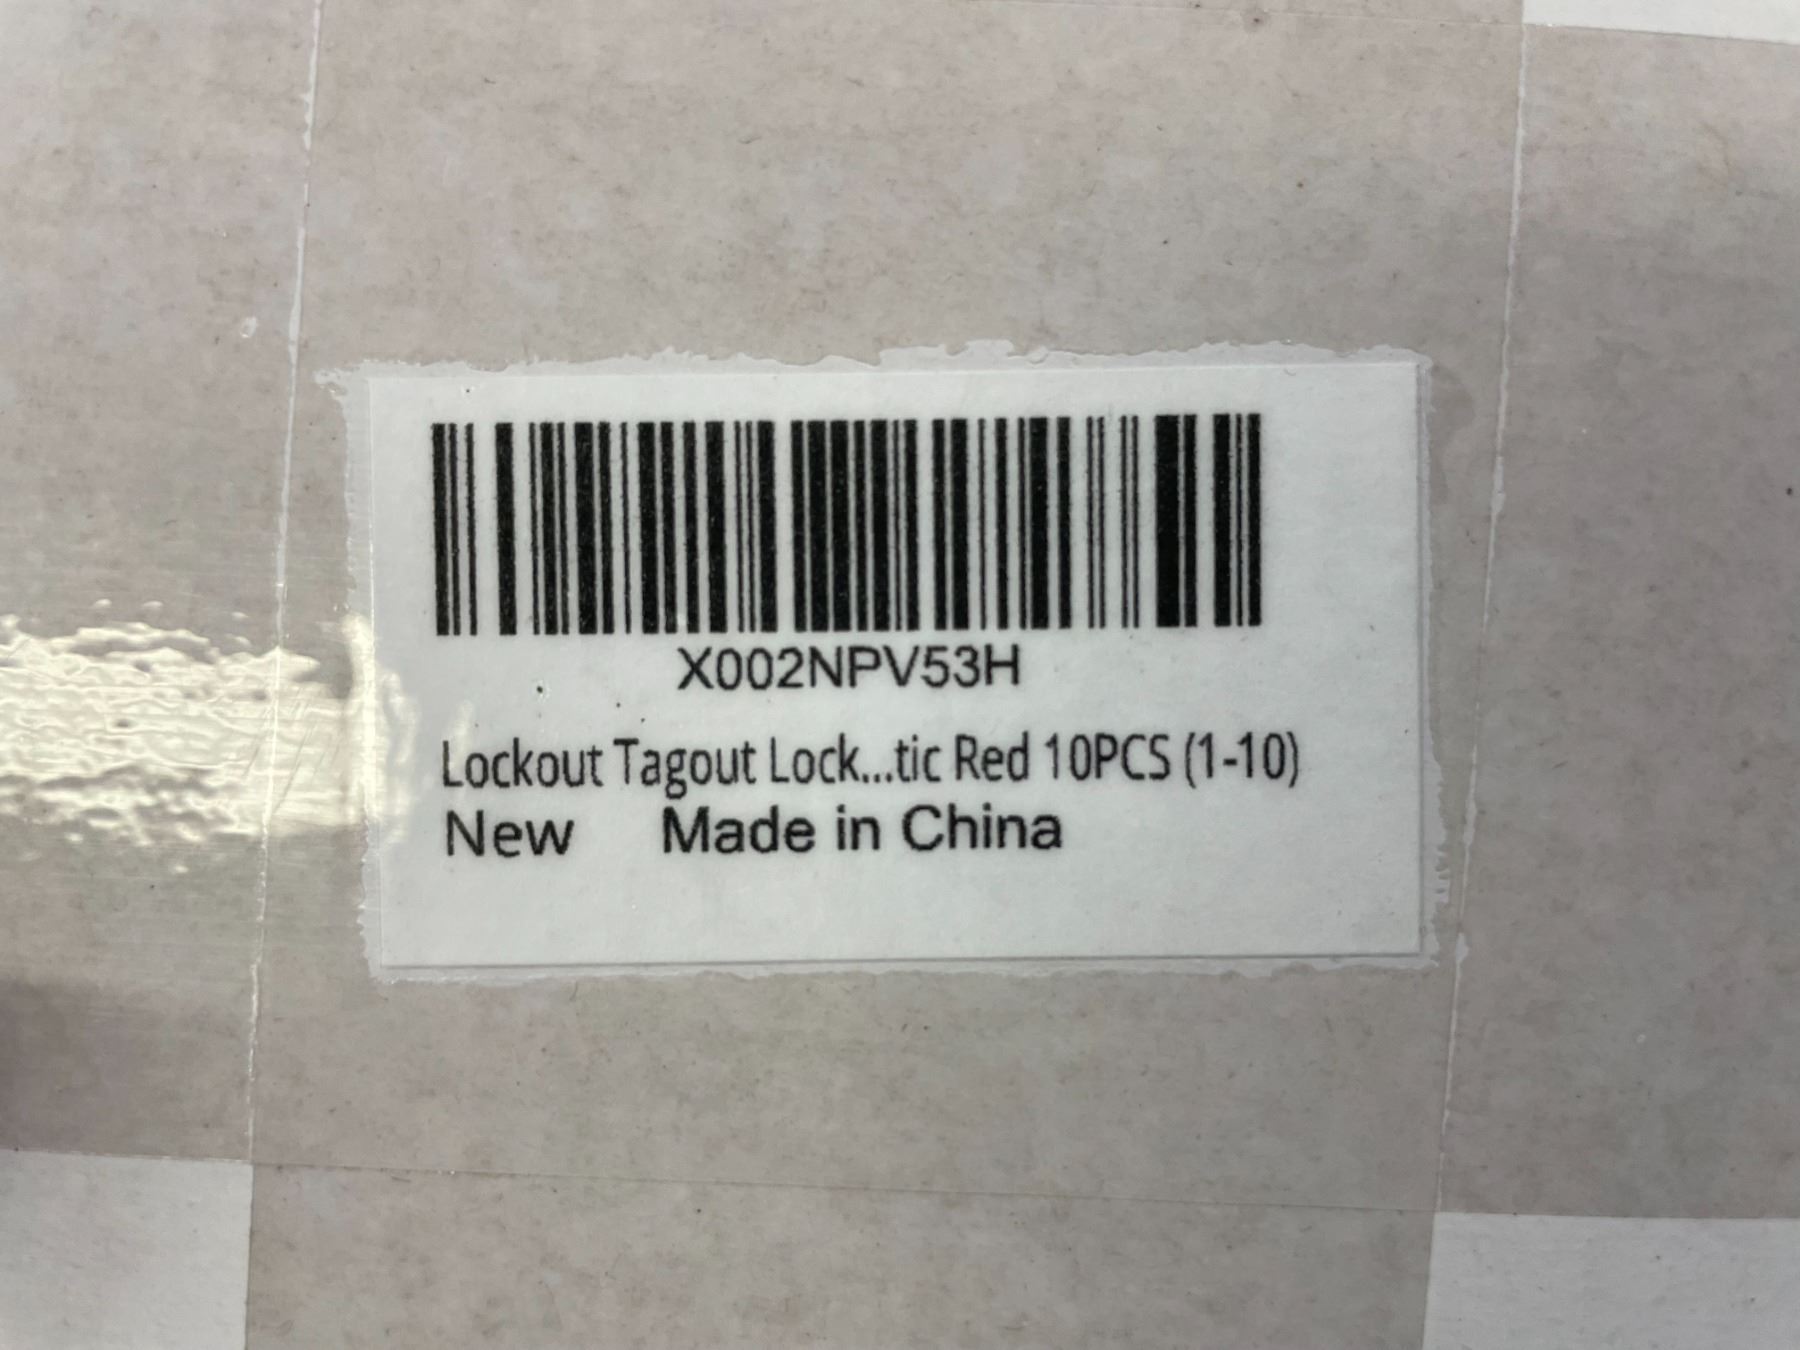 X002NPV53H
Lockout Tagout Lock...tic Red 10PCS (1-10)
New Made in China